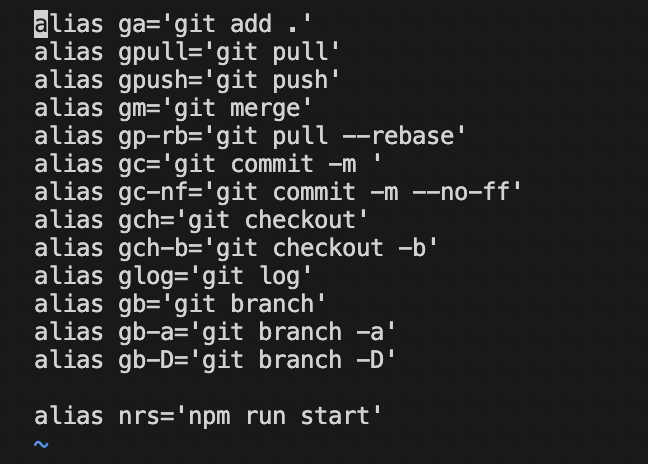 alias ga='git add .'
alias gpull='git pull'
alias gpush='git push'
alias gm='git merge'
alias gp-rb='git pull --rebase'
alias gc='git commit -m '
alias gc-nf='git commit -m --no-ff'
alias gch='git checkout'
alias gch-b='git checkout -b'
alias glog='git log'
alias gb='git branch'
alias gb-a='git branch -a'
alias gb-D='git branch -D'

alias nrs='npm run start'
~